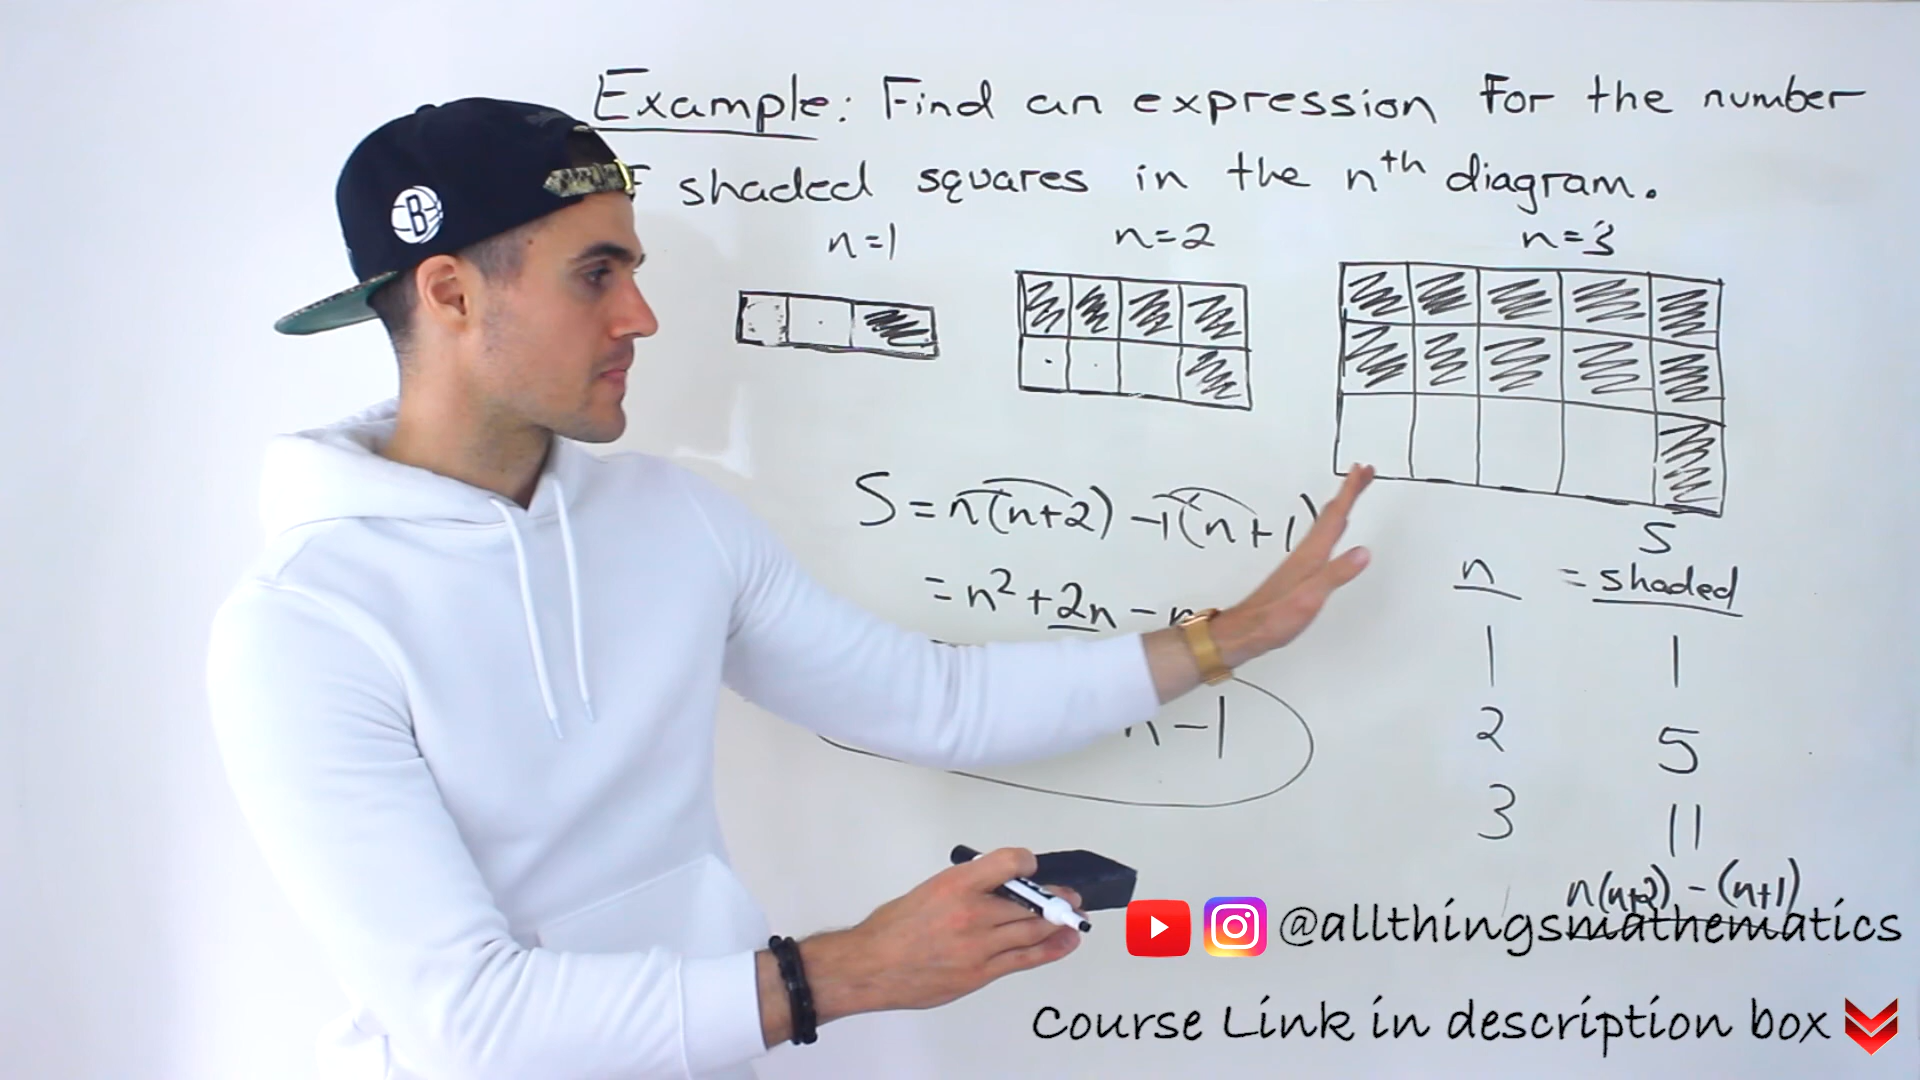 Example: Find an expression for the number
shaded squares in the nth diagram.
n=1 n=2 n=3
S = n(n+2) -1(n+1)
= n² + 2n -
n-1
S
n = shaded
1 1
2 5
3 11
n(n+2) - (n+1)
@allthingsmathematics
Course Link in description box
B